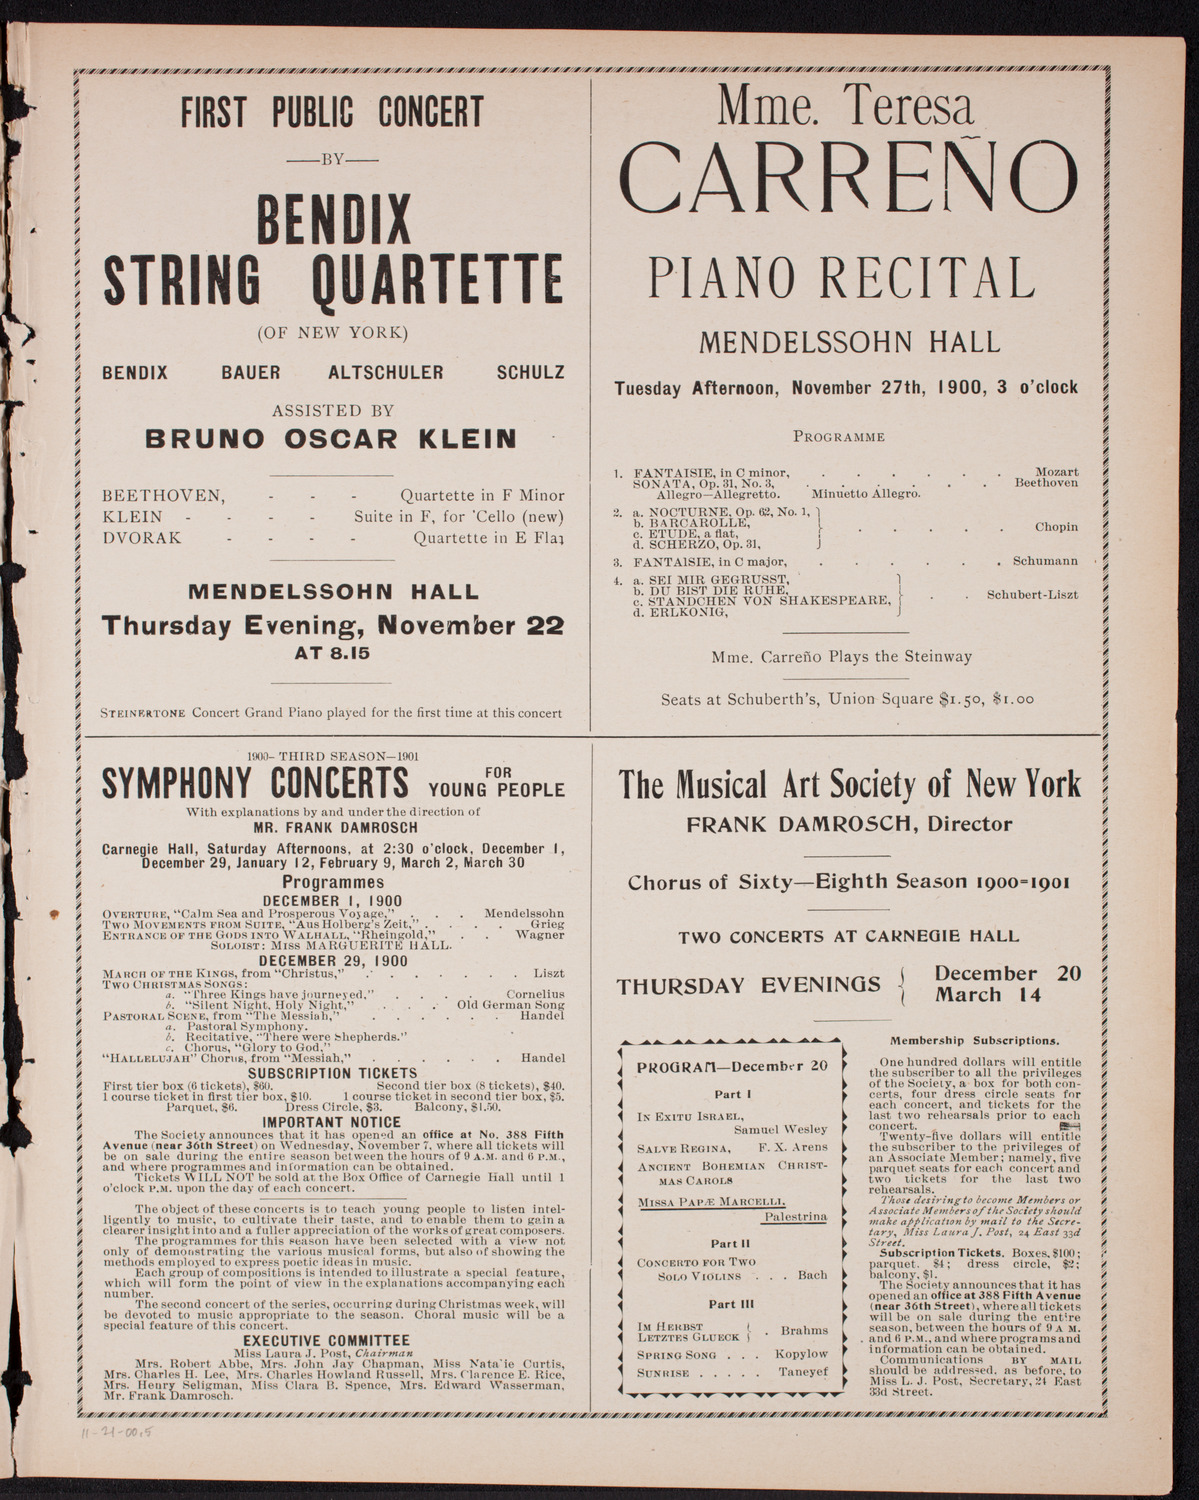 FIRST PUBLIC CONCERT
—BY—
BENDIX
STRING QUARTETTE
(OF NEW YORK)
BENDIX BAUER ALTSCHULER SCHULZ
ASSISTED BY
BRUNO OSCAR KLEIN
BEETHOVEN, - - - Quartette in F Minor
KLEIN - - - - Suite in F, for 'Cello (new)
DVORAK - - - - Quartette in E Flat
MENDELSSOHN HALL
Thursday Evening, November 22
AT 8.15
STEINERTONE Concert Grand Piano played for the first time at this concert
Mme. Teresa
CARREÑO
PIANO RECITAL
MENDELSSOHN HALL
Tuesday Afternoon, November 27th, 1900, 3 o'clock
PROGRAMME
1. FANTAISIE, in C minor, . . . . . . . Mozart
SONATA, Op. 31, No. 3, . . . . . . . Beethoven
Allegro—Allegretto. Minuetto Allegro.
2. a. NOCTURNE, Op. 62, No. 1,
b. BARCAROLLE,
c. ETUDE, a flat, . . . . . Chopin
d. SCHERZO, Op. 31,
3. FANTAISIE, in C major, . . . . . . Schumann
4. a. SEI MIR GEGRUSST,
b. DU BIST DIE RUHE,
c. STANDCHEN VON SHAKESPEARE, . . Schubert-Liszt
d. ERLKONIG,
Mme. Carreño Plays the Steinway
Seats at Schuberth's, Union Square $1.50, $1.00
1900– THIRD SEASON–1901
SYMPHONY CONCERTS FOR YOUNG PEOPLE
With explanations by and under the direction of
MR. FRANK DAMROSCH
Carnegie Hall, Saturday Afternoons, at 2:30 o'clock, December 1,
December 29, January 12, February 9, March 2, March 30
Programmes
DECEMBER 1, 1900
OVERTURE, "Calm Sea and Prosperous Voyage," . . . Mendelssohn
TWO MOVEMENTS FROM SUITE, "Aus Holberg's Zeit," . . . . Grieg
ENTRANCE OF THE GODS INTO WALHALL, "Rheingold," . . Wagner
SOLOIST: MISS MARGUERITE HALL.
DECEMBER 29, 1900
MARCH OF THE KINGS, from "Christus," . . . . . . . Liszt
TWO CHRISTMAS SONGS:
a. "Three Kings have journeyed," . . . . Cornelius
b. "Silent Night, Holy Night," . . . Old German Song
PASTORAL SCENE, from "The Messiah," . . . . . . Handel
a. Pastoral Symphony.
b. Recitative, "There were Shepherds."
c. Chorus, "Glory to God,"
"HALLELUJAH" Chorus, from "Messiah," . . . . . . Handel
SUBSCRIPTION TICKETS
First tier box (6 tickets), $60. Second tier box (8 tickets), $40.
1 course ticket in first tier box, $10. 1 course ticket in second tier box, $5.
Parquet, $6. Dress Circle, $3. Balcony, $1.50.
IMPORTANT NOTICE
The Society announces that it has opened an office at No. 388 Fifth
Avenue (near 36th Street) on Wednesday, November 7, where all tickets will
be on sale during the entire season between the hours of 9 A.M. and 6 P.M.,
and where programmes and information can be obtained.
Tickets WILL NOT be sold at the Box Office of Carnegie Hall until 1
o'clock P.M. upon the day of each concert.
The object of these concerts is to teach young people to listen intel-
ligently to music, to cultivate their taste, and to enable them to gain a
clearer insight into and a fuller appreciation of the works of great composers.
The programmes for this season have been selected with a view not
only of demonstrating the various musical forms, but also of showing the
methods employed to express poetic ideas in music.
Each group of compositions is intended to illustrate a special feature,
which will form the point of view in the explanations accompanying each
number.
The second concert of the series, occurring during Christmas week, will
be devoted to music appropriate to the season. Choral music will be a
special feature of this concert.
EXECUTIVE COMMITTEE
Miss Laura J. Post, Chairman
Mrs. Robert Abbe, Mrs. John Jay Chapman, Miss Natalie Curtis,
Mrs. Charles H. Lee, Mrs. Charles Howland Russell, Mrs. Clarence E. Rice,
Mrs. Henry Seligman, Miss Clara B. Spence, Mrs. Edward Wasserman,
Mr. Frank Damrosch.
The Musical Art Society of New York
FRANK DAMROSCH, Director
Chorus of Sixty—Eighth Season 1900=1901
TWO CONCERTS AT CARNEGIE HALL
THURSDAY EVENINGS { December 20
March 14
PROGRAM—December 20
Part I
IN EXITU ISRAEL,
Samuel Wesley
SALVE REGINA, F. X. Arens
ANCIENT BOHEMIAN CHRIST-
MAS CAROLS
MISSA PAPÆ MARCELLI,
Palestrina
Part II
CONCERTO FOR TWO
SOLO VIOLINS . . . Bach
Part III
IM HERBST
LETZTES GLUECK } . Brahms
SPRING SONG . . . Kopylow
SUNRISE . . . . . Taneyef
Membership Subscriptions.
One hundred dollars will entitle
the subscriber to all the privileges
of the Society, a box for both con-
certs, four dress circle seats for
each concert, and tickets for the
last two rehearsals prior to each
concert.
Twenty-five dollars will entitle
the subscriber to the privileges of
an Associate Member; namely, five
parquet seats for each concert and
two tickets for the last two
rehearsals.
Those desiring to become Members or
Associate Members of the Society should
make application by mail to the Secre-
tary, Miss Laura J. Post, 24 East 33d
Street.
Subscription Tickets. Boxes, $100;
parquet. $4; dress circle, $2;
balcony, $1.
The Society announces that it has
opened an office at 388 Fifth Avenue
(near 36th Street), where all tickets
will be on sale during the entire
season, between the hours of 9 A M.
and 6 P.M., and where programs and
information can be obtained.
Communications BY MAIL
should be addressed, as before, to
Miss L. J. Post, Secretary, 24 East
33d Street.
11-21-00.5